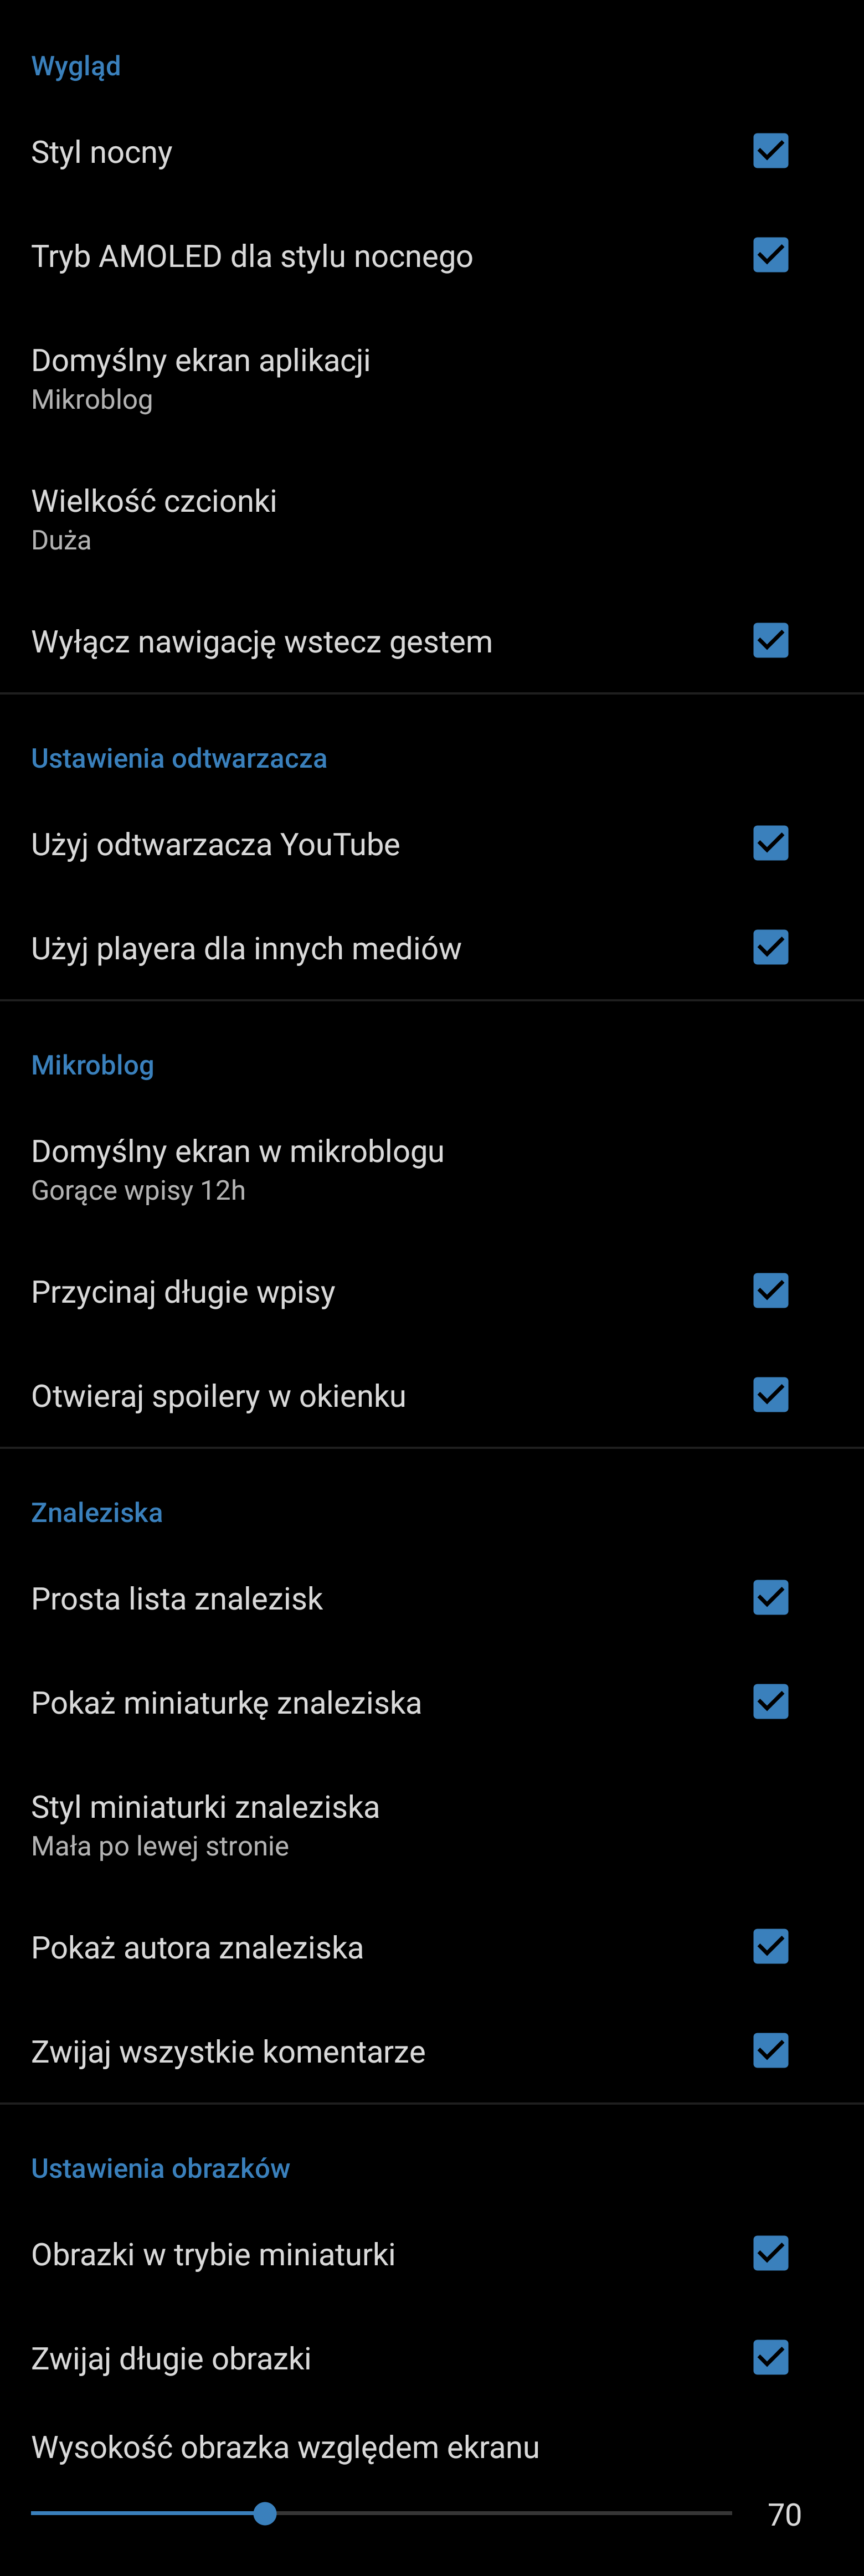 Wygląd
Styl nocny
Tryb AMOLED dla stylu nocnego
Domyślny ekran aplikacji
Mikroblog
Wielkość czcionki
Duża
Wyłącz nawigację wstecz gestem
Ustawienia odtwarzacza
Użyj odtwarzacza YouTube
Użyj playera dla innych mediów
Mikroblog
Domyślny ekran w mikroblogu
Gorące wpisy 12h
Przycinaj długie wpisy
Otwieraj spoilery w okienku
Znaleziska
Prosta lista znalezisk
Pokaż miniaturkę znaleziska
Styl miniaturki znaleziska
Mała po lewej stronie
Pokaż autora znaleziska
Zwijaj wszystkie komentarze
Ustawienia obrazków
Obrazki w trybie miniaturki
Zwijaj długie obrazki
Wysokość obrazka względem ekranu
70